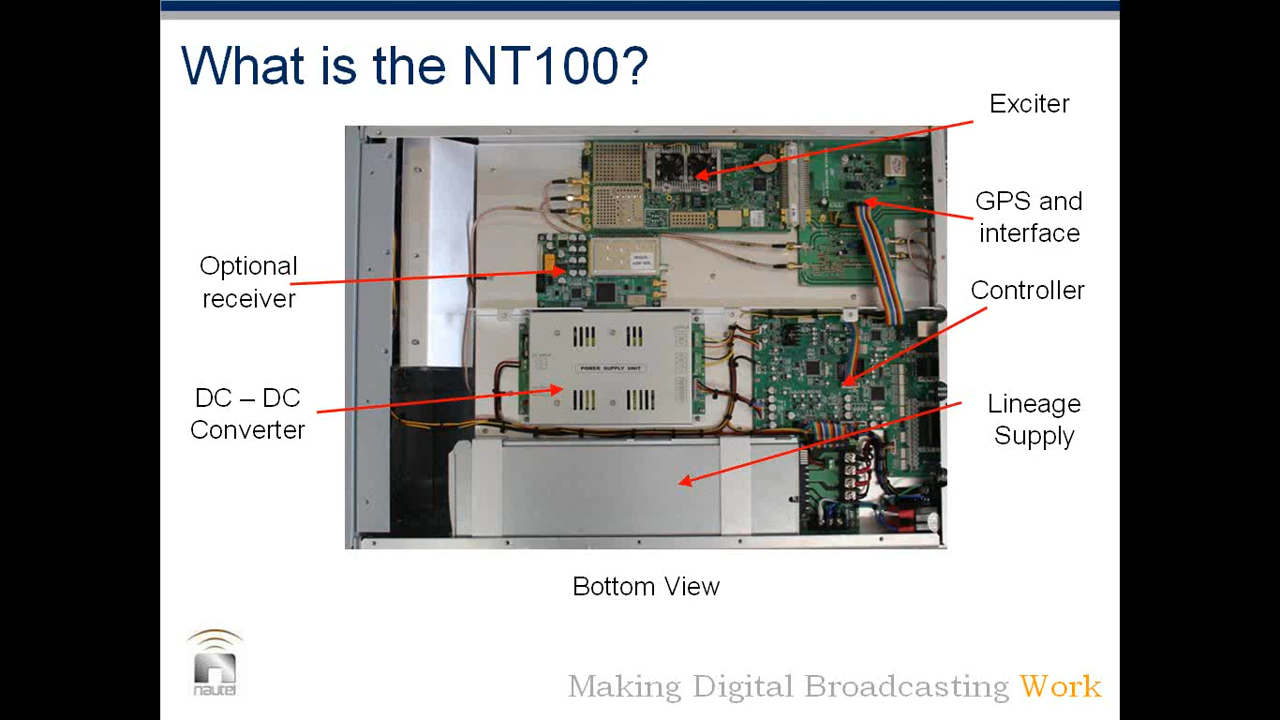 What is the NT100?
Exciter
GPS and
interface
Optional
receiver
Controller
POWER SUPPLY UNIT
DC – DC
Converter
Lineage
Supply
Bottom View
nautel
Making Digital Broadcasting Work